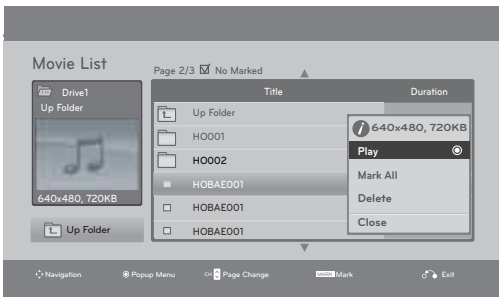 Movie List
Page 2/3 No Marked
Drive1
Up Folder
640x480, 720KB
Up Folder
Title
Duration
Up Folder
HO001
HO002
HOBAE001
HOBAE001
HOBAE001
640x480, 720KB
Play
Mark All
Delete
Close
Navigation
Popup Menu
CH Page Change
MARK Mark
Exit